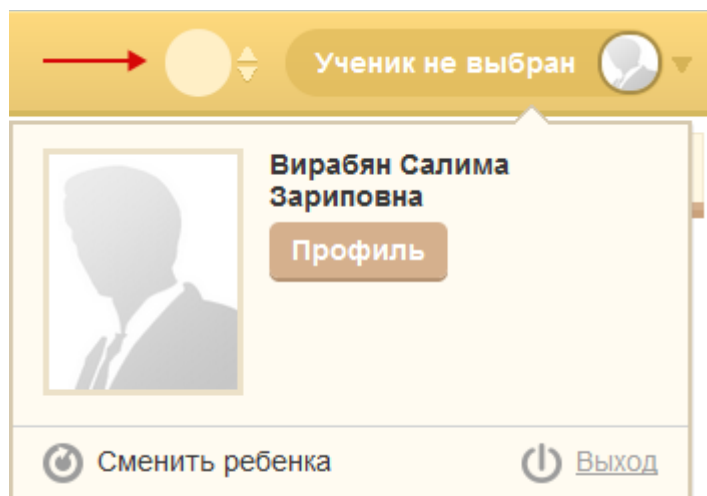 Ученик не выбран
Вирабян Салима
Зариповна
Профиль
Сменить ребенка
Выход